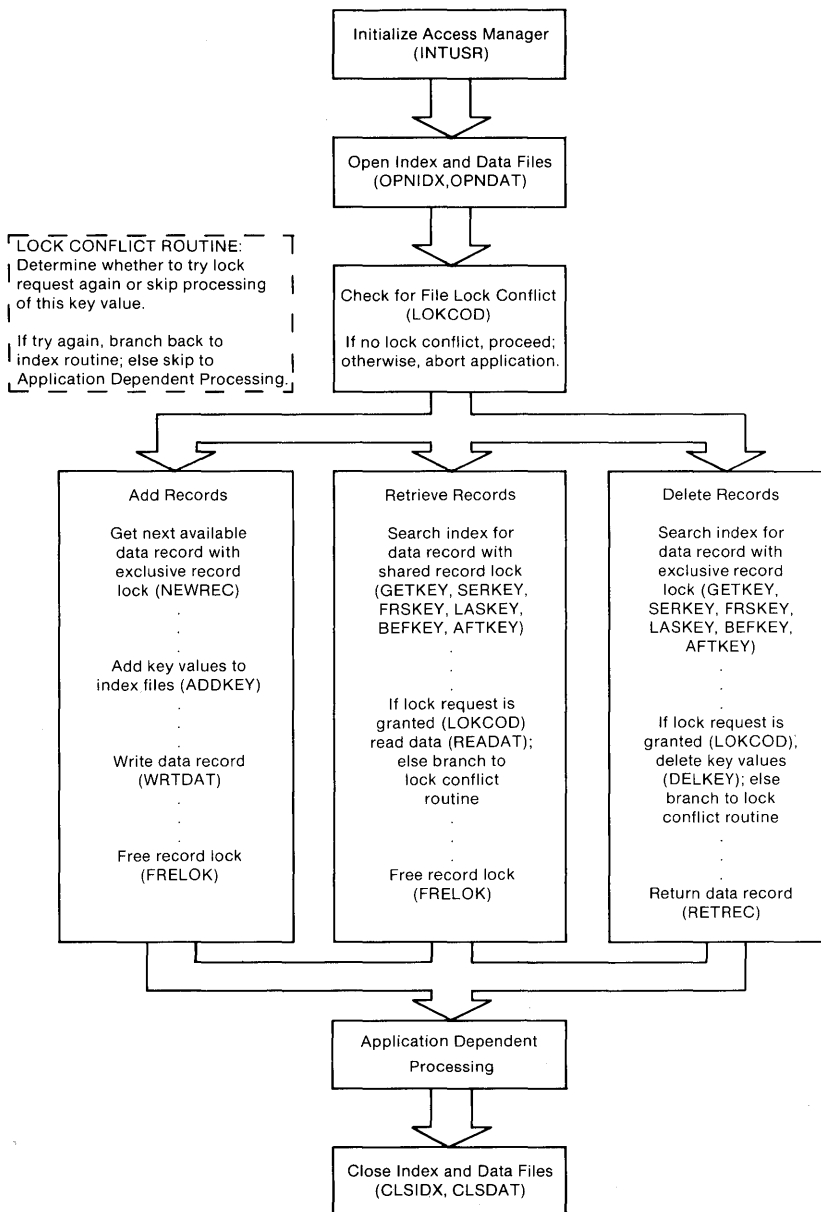 Initialize Access Manager
(INTUSR)
Open Index and Data Files
(OPNIDX,OPNDAT)
LOCK CONFLICT ROUTINE:
Determine whether to try lock
request again or skip processing
of this key value.
If try again, branch back to
index routine; else skip to
Application Dependent Processing.
Check for File Lock Conflict
(LOKCOD)
If no lock conflict, proceed;
otherwise, abort application.
Add Records
Get next available
data record with
exclusive record
lock (NEWREC)
.
.
.
Add key values to
index files (ADDKEY)
.
.
.
Write data record
(WRTDAT)
.
.
.
Free record lock
(FRELOK)
Retrieve Records
Search index for
data record with
shared record lock
(GETKEY, SERKEY,
FRSKEY, LASKEY,
BEFKEY, AFTKEY)
.
.
.
If lock request is
granted (LOKCOD)
read data (READAT);
else branch to
lock conflict
routine
.
.
.
Free record lock
(FRELOK)
Delete Records
Search index for
data record with
exclusive record
lock (GETKEY,
SERKEY, FRSKEY,
LASKEY, BEFKEY,
AFTKEY)
.
.
.
If lock request is
granted (LOKCOD),
delete key values
(DELKEY); else
branch to lock
conflict routine
.
.
.
Return data record
(RETREC)
Application Dependent
Processing
Close Index and Data Files
(CLSIDX, CLSDAT)